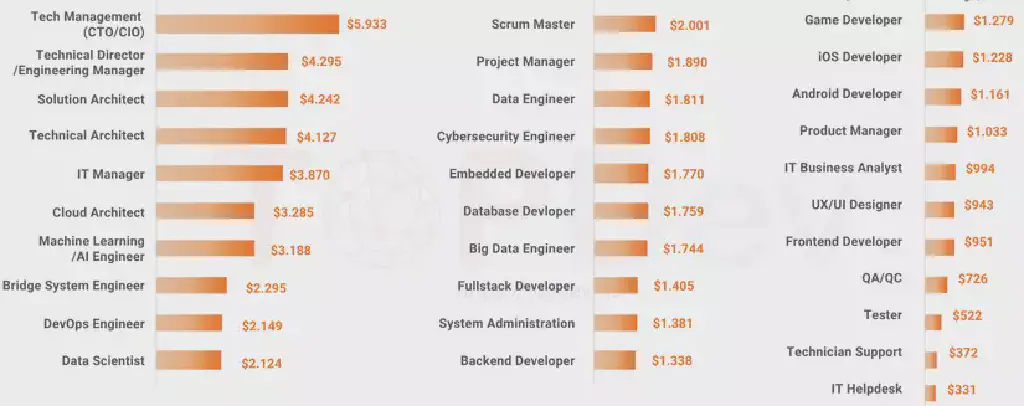 Tech Management
(CTO/CIO)
$5.933
Technical Director
/Engineering Manager
$4.295
Solution Architect
$4.242
Technical Architect
$4.127
IT Manager
$3.870
Cloud Architect
$3.285
Machine Learning
/AI Engineer
$3.188
Bridge System Engineer
$2.295
DevOps Engineer
$2.149
Data Scientist
$2.124
Scrum Master
$2.001
Project Manager
$1.890
Data Engineer
$1.811
Cybersecurity Engineer
$1.808
Embedded Developer
$1.770
Database Devloper
$1.759
Big Data Engineer
$1.744
Fullstack Developer
$1.405
System Administration
$1.381
Backend Developer
$1.338
Game Developer
$1.279
iOS Developer
$1.228
Android Developer
$1.161
Product Manager
$1.033
IT Business Analyst
$994
UX/UI Designer
$943
Frontend Developer
$951
QA/QC
$726
Tester
$522
Technician Support
$372
IT Helpdesk
$331